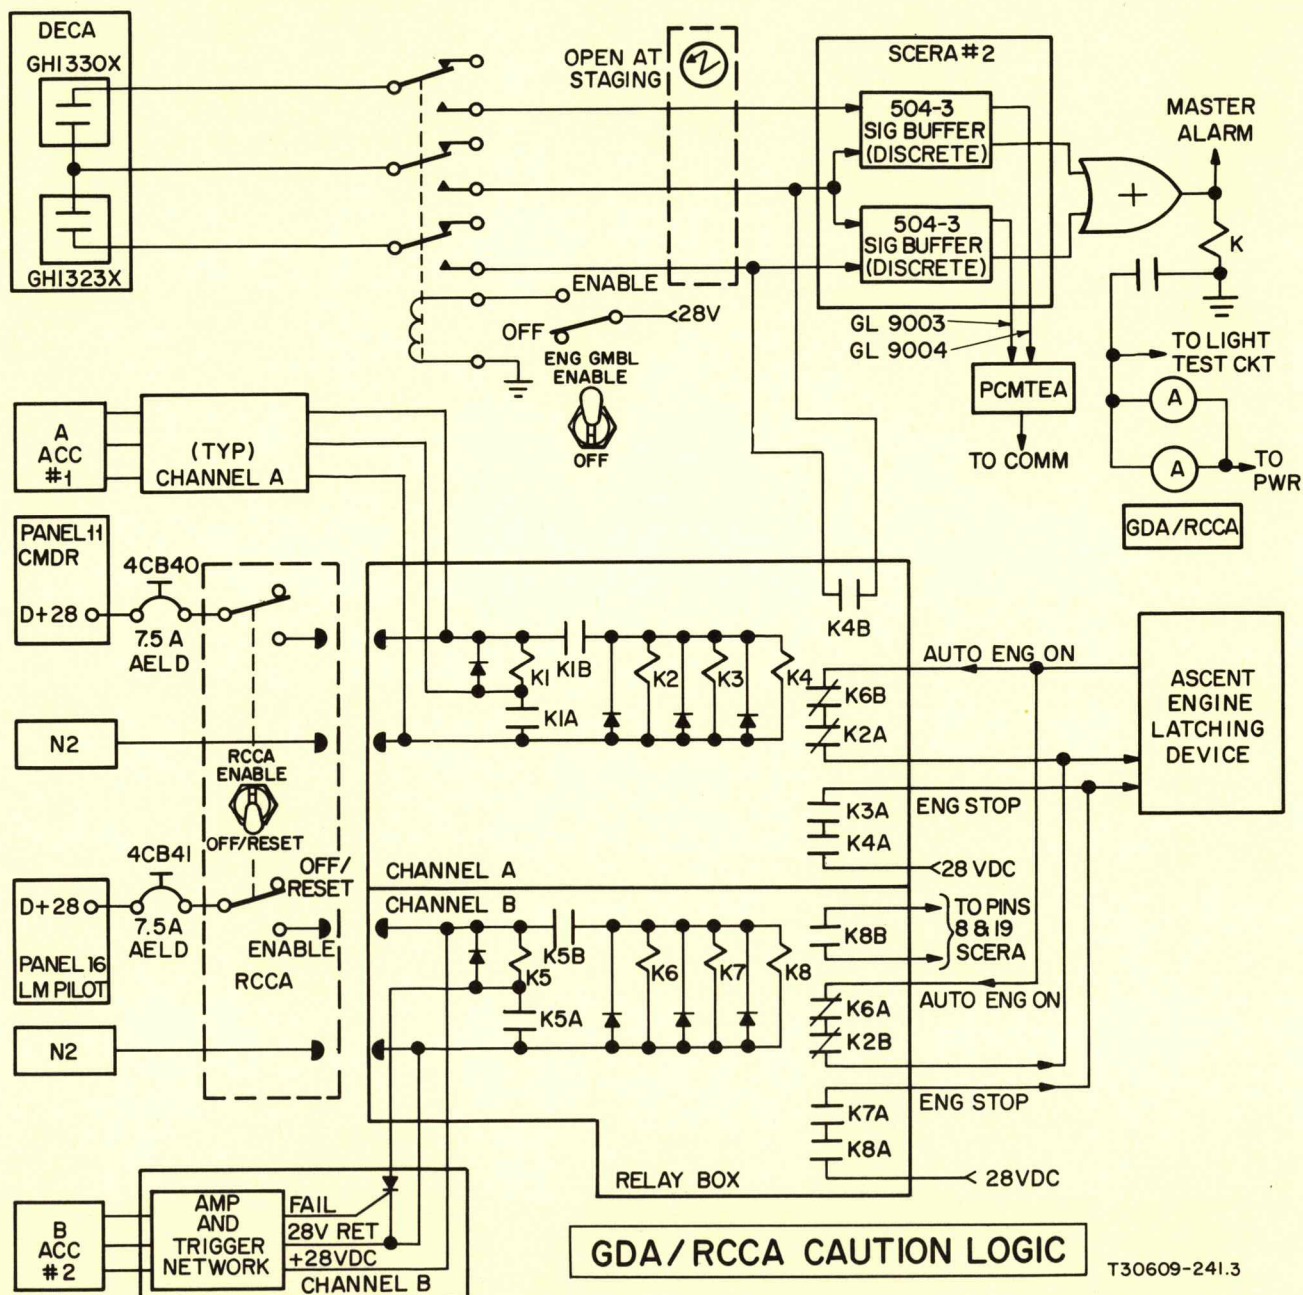 DECA
GH1330X
GH1323X
OPEN AT
STAGING
SCERA #2
504-3
SIG BUFFER
(DISCRETE)
504-3
SIG BUFFER
(DISCRETE)
MASTER
ALARM
+
K
ENABLE
OFF
<28V
ENG GMBL
ENABLE
OFF
GL 9003
GL 9004
PCMTEA
TO COMM
TO LIGHT
TEST CKT
A
A
TO
PWR
GDA/RCCA
A
ACC
#1
(TYP)
CHANNEL A
PANEL 11
CMDR
D+28
4CB40
7.5 A
AELD
N2
RCCA
ENABLE
OFF/RESET
4CB41
D+28
7.5A
AELD
PANEL 16
LM PILOT
OFF/
RESET
ENABLE
RCCA
N2
K4B
K1
K1B
K2
K3
K4
K1A
K6B
K2A
AUTO ENG ON
ASCENT
ENGINE
LATCHING
DEVICE
K3A
ENG STOP
K4A
<28 VDC
CHANNEL A
CHANNEL B
K5
K5B
K6
K7
K8
K5A
K8B
TO PINS
8 & 19
SCERA
K6A
AUTO ENG ON
K2B
K7A
ENG STOP
K8A
< 28VDC
RELAY BOX
B
ACC
#2
AMP
AND
TRIGGER
NETWORK
FAIL
28V RET
+28VDC
CHANNEL B
GDA/RCCA CAUTION LOGIC
T30609-241.3